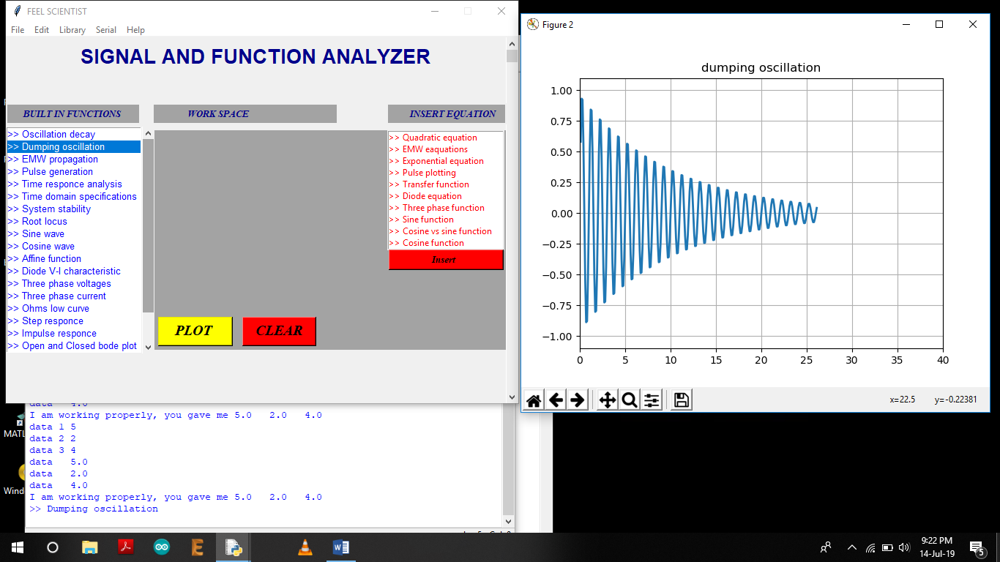 FEEL SCIENTIST
File Edit Library Serial Help
SIGNAL AND FUNCTION ANALYZER
BUILT IN FUNCTIONS
>> Oscillation decay
>> Dumping oscillation
>> EMW propagation
>> Pulse generation
>> Time responce analysis
>> Time domain specifications
>> System stability
>> Root locus
>> Sine wave
>> Cosine wave
>> Affine function
>> Diode V-I characteristic
>> Three phase voltages
>> Three phase current
>> Ohms low curve
>> Step responce
>> Impulse responce
>> Open and Closed bode plot
WORK SPACE
PLOT
CLEAR
INSERT EQUATION
>> Quadratic equation
>> EMW eaquations
>> Exponential equation
>> Pulse plotting
>> Transfer function
>> Diode equation
>> Three phase function
>> Sine function
>> Cosine vs sine function
>> Cosine function
Insert
Figure 2
dumping oscillation
1.00
0.75
0.50
0.25
0.00
−0.25
−0.50
−0.75
−1.00
0 5 10 15 20 25 30 35 40
x=22.5 y=-0.22381
data 4.0
I am working properly, you gave me 5.0 2.0 4.0
data 1 5
data 2 2
data 3 4
data 5.0
data 2.0
data 4.0
I am working properly, you gave me 5.0 2.0 4.0
>> Dumping oscillation
MATL
Wind
9:22 PM
14-Jul-19
5